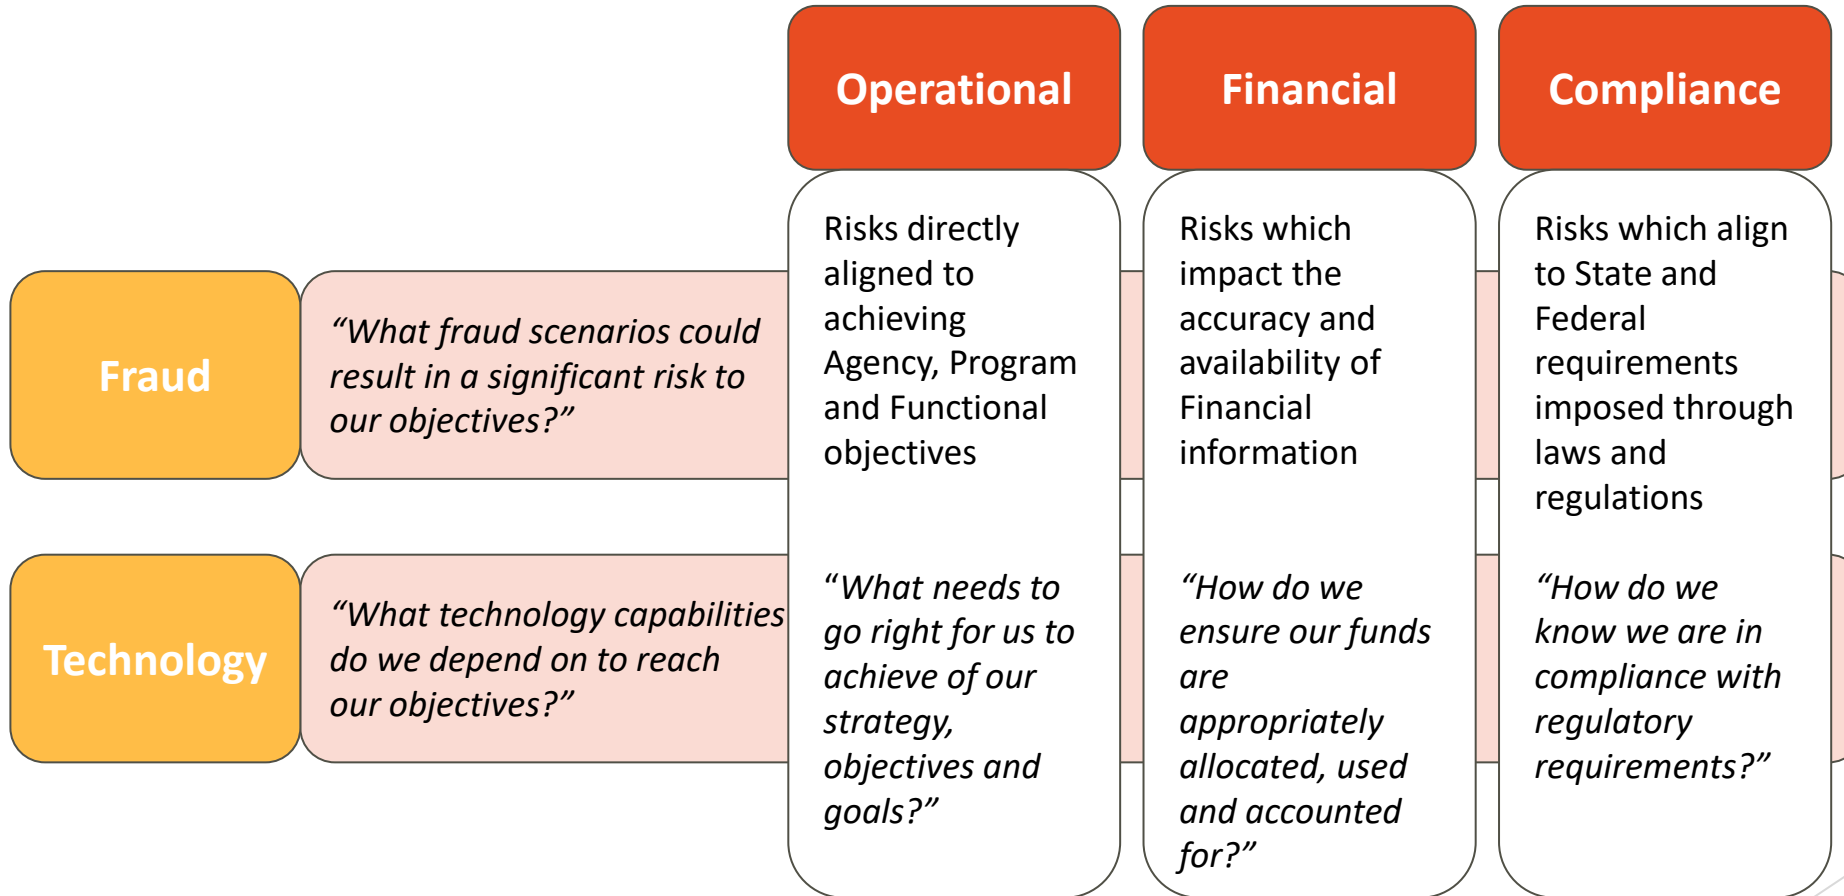 Operational
Financial
Compliance
Risks directly
aligned to
achieving
Agency, Program
and Functional
objectives
“What needs to
go right for us to
achieve of our
strategy,
objectives and
goals?”
Risks which
impact the
accuracy and
availability of
Financial
information
“How do we
ensure our funds
are
appropriately
allocated, used
and accounted
for?”
Risks which align
to State and
Federal
requirements
imposed through
laws and
regulations
“How do we
know we are in
compliance with
regulatory
requirements?”
Fraud
“What fraud scenarios could
result in a significant risk to
our objectives?”
Technology
“What technology capabilities
do we depend on to reach
our objectives?”